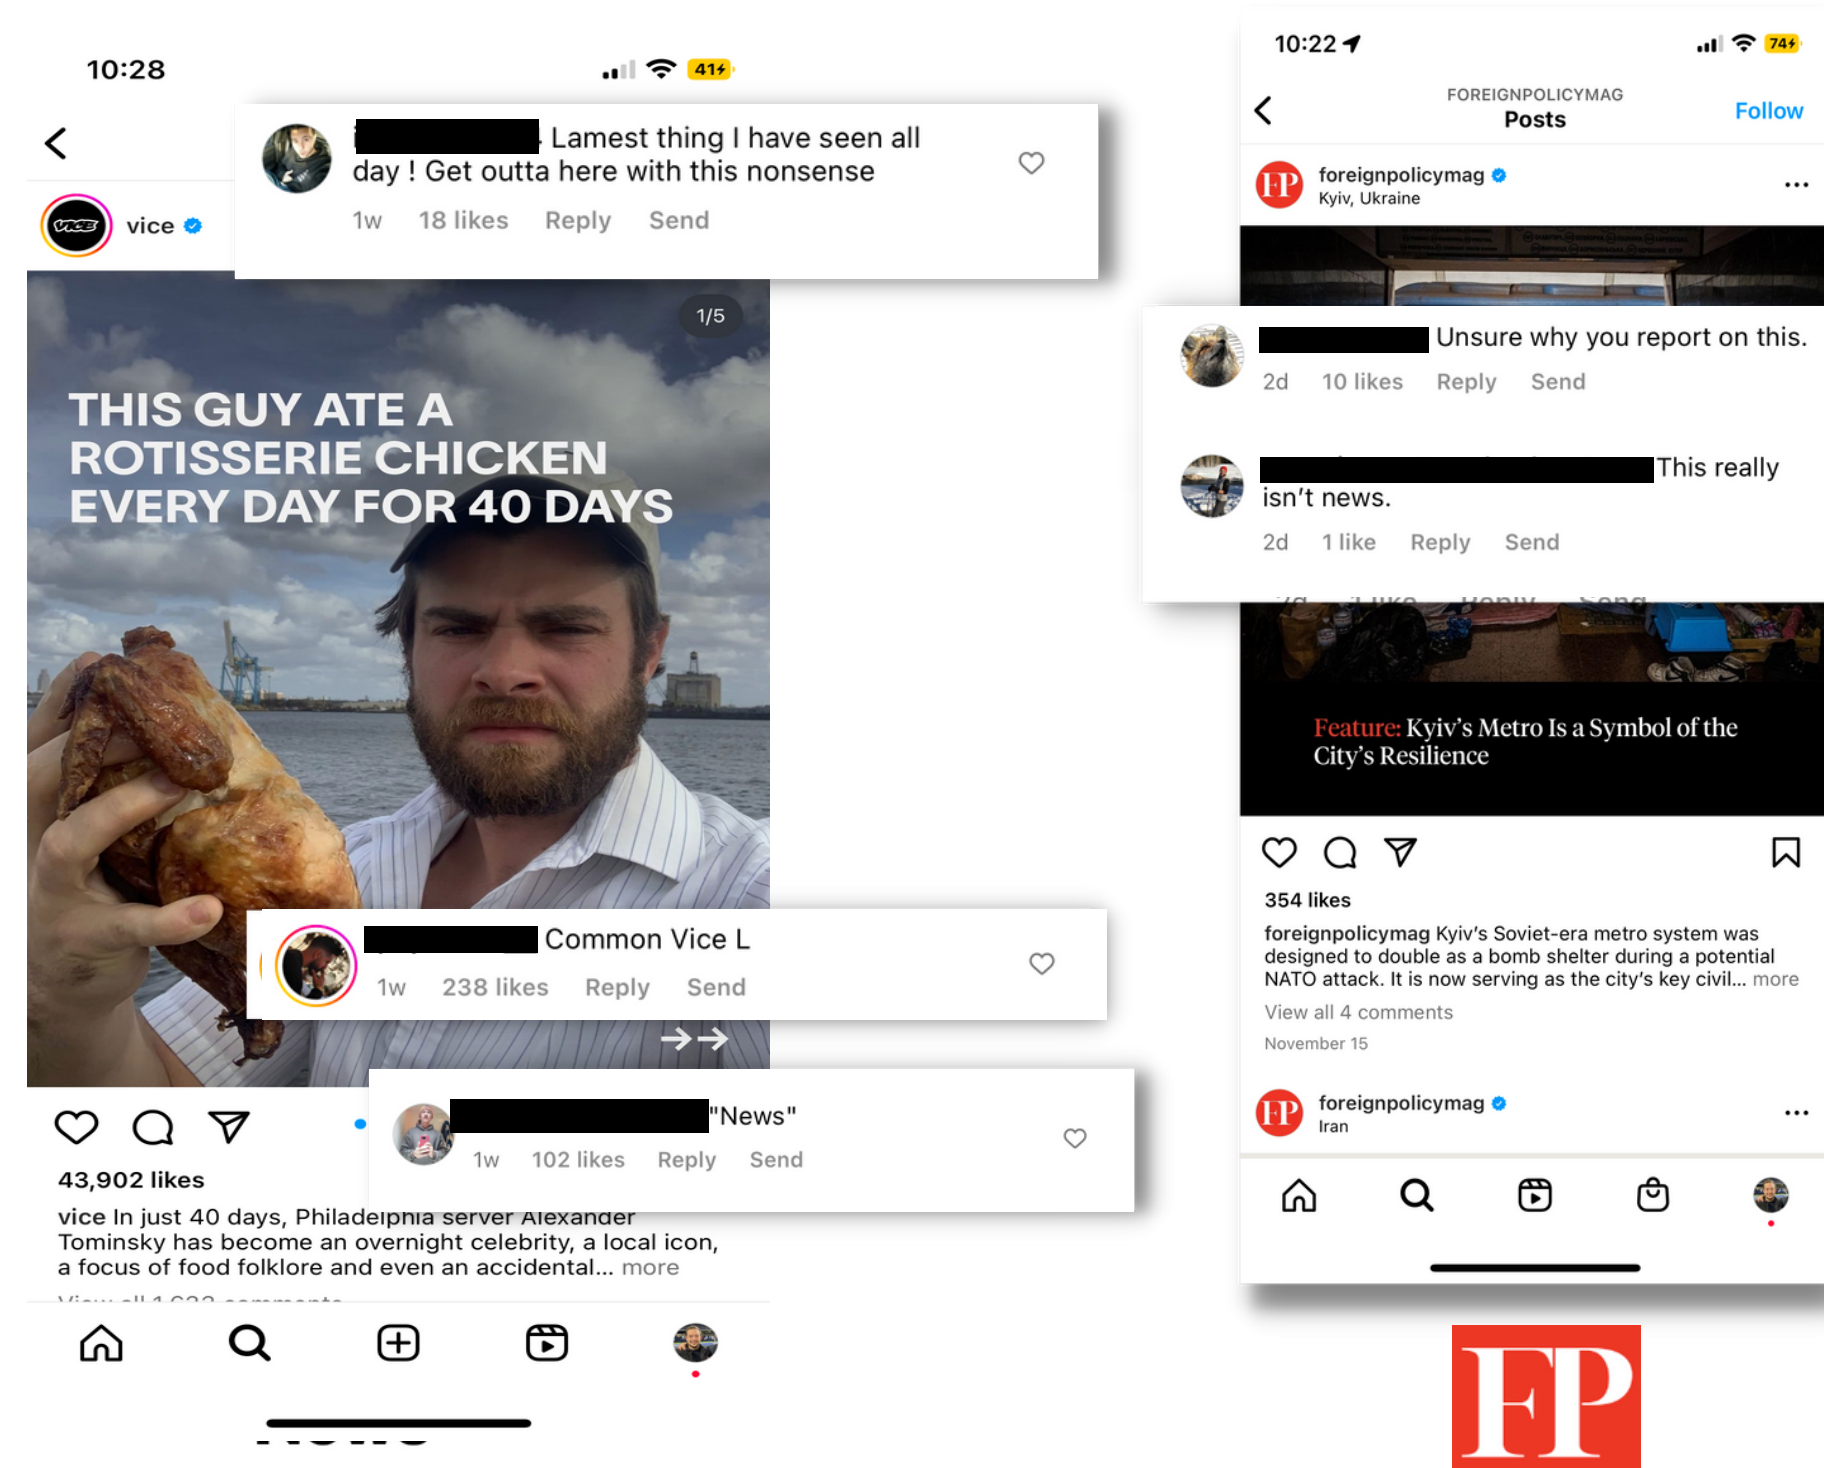 10:28
41
Lamest thing I have seen all
day ! Get outta here with this nonsense
1w 18 likes Reply Send
VICE
vice
1/5
THIS GUY ATE A
ROTISSERIE CHICKEN
EVERY DAY FOR 40 DAYS
Common Vice L
1w 238 likes Reply Send
"News"
1w 102 likes Reply Send
43,902 likes
vice In just 40 days, Philadelphia server Alexander
Tominsky has become an overnight celebrity, a local icon,
a focus of food folklore and even an accidental... more
10:22
74
FOREIGNPOLICYMAG
Posts
Follow
FP
foreignpolicymag
Kyiv, Ukraine
Unsure why you report on this.
2d 10 likes Reply Send
This really
isn't news.
2d 1 like Reply Send
Feature: Kyiv's Metro Is a Symbol of the
City's Resilience
354 likes
foreignpolicymag Kyiv's Soviet-era metro system was
designed to double as a bomb shelter during a potential
NATO attack. It is now serving as the city's key civil... more
View all 4 comments
November 15
FP
foreignpolicymag
Iran
FP